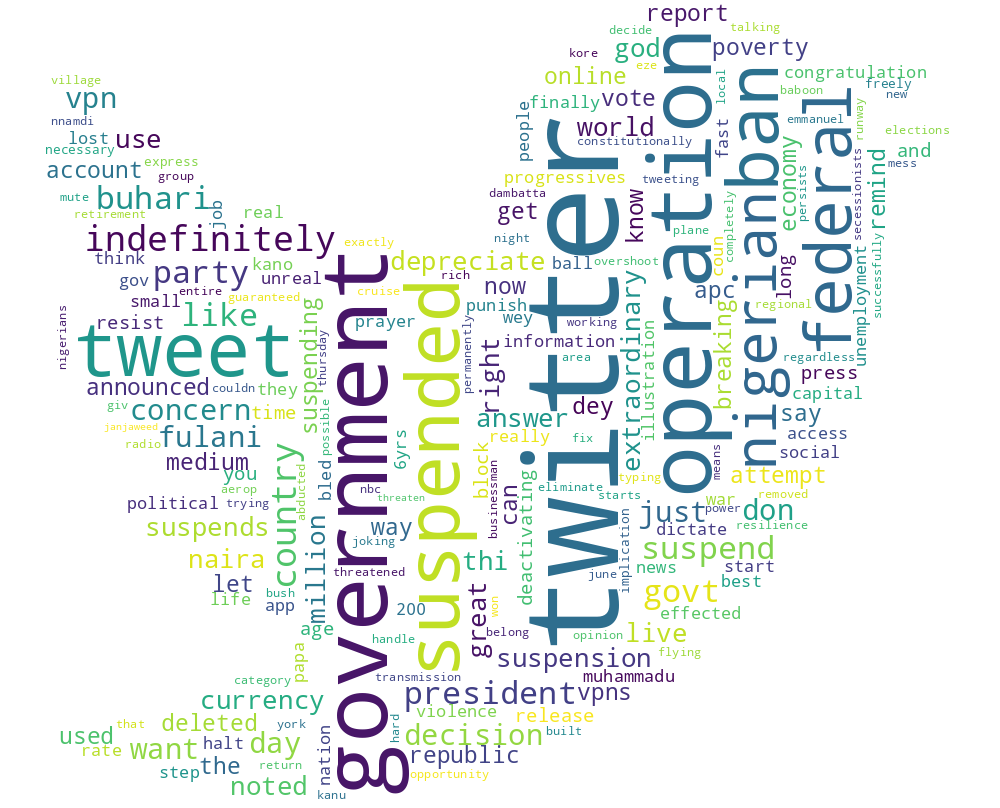 report
decide
talking
kore
god
poverty
eze
online
congratulation
village
vpn
finally
vote
local
baboon
freely
new
nnamdi
lost
use
people
world
fast
emmanuel
runway
elections
necessary
constitutionally
and
account
express
group
progressives
tweeting
mess
mute
buhari
job
dambatta
get
know
economy
persists
secessionists
remind
retirement
real
night
plane
completely
indefinitely
exactly
think
kano
depreciate
ball
overshoot
coun
long
gov
party
unreal
rich
now
apc
unemployment
successfully
entire
guaranteed
cruise
small
like
prayer
punish
wey
working
regional
resist
suspending
thursday
permanently
information
extraordinary
illustration
breaking
nigerians
tweet
government
suspended
twitter
operation
nigerianban
federal
area
regardless
press
announced
couldn
they
possible
right
capital
giv
concern
time
answer
dey
say
janjaweed
fulani
6yrs
really
fix
access
radio
medium
you
bled
block
means
social
country
aerop
abducted
nbc
businessman
can
eliminate
typing
attempt
political
trying
threaten
starts
removed
suspends
million
way
deactivating
implication
just
war
power
don
dictate
resilience
joking
naira
thi
suspend
let
threatened
june
news
start
life
bush
app
200
great
won
govt
best
effected
age
handle
belong
opinion
live
papa
suspension
flying
category
transmission
muhammadu
currency
president
vpns
deleted
violence
release
that
york
hard
built
used
want
halt
day
nation
decision
rate
step
the
return
republic
noted
kanu
opportunity